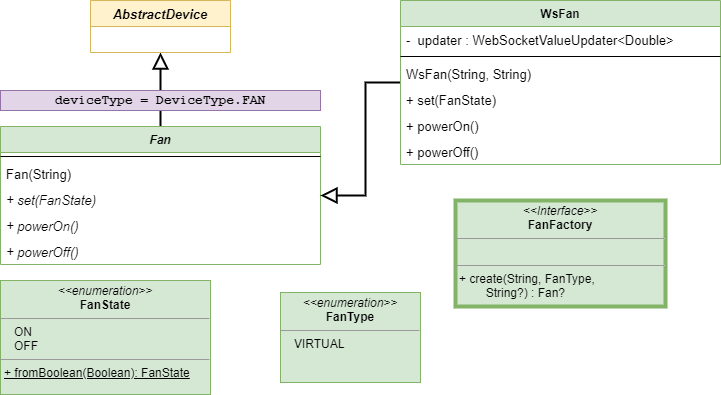 AbstractDevice
deviceType = DeviceType.FAN
Fan
Fan(String)
+ set(FanState)
+ powerOn()
+ powerOff()
WsFan
- updater : WebSocketValueUpdater<Double>
WsFan(String, String)
+ set(FanState)
+ powerOn()
+ powerOff()
<<Interface>>
FanFactory
+ create(String, FanType,
String?) : Fan?
<<enumeration>>
FanState
ON
OFF
+ fromBoolean(Boolean): FanState
<<enumeration>>
FanType
VIRTUAL